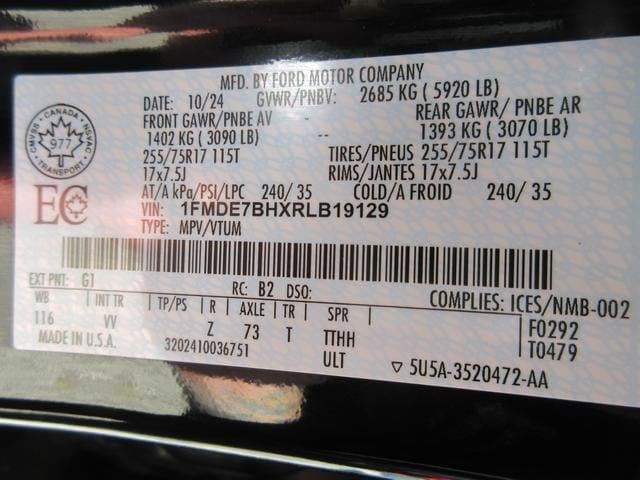 MFD. BY FORD MOTOR COMPANY
DATE: 10/24 GVWR/PNBV: 2685 KG ( 5920 LB)
FRONT GAWR/PNBE AV REAR GAWR/ PNBE AR
1402 KG ( 3090 LB) -- 1393 KG ( 3070 LB)
255/75R17 115T -- TIRES/PNEUS 255/75R17 115T
17x7.5J RIMS/JANTES 17x7.5J
AT/A kPa/PSI/LPC 240/ 35 COLD/A FROID 240/ 35
VIN: 1FMDE7BHXRLB19129
TYPE: MPV/VTUM
CANADA
CMVSS NSVAC
977
TRANSPORT
EC
EXT PNT: G1 RC: B2 DSO:
COMPLIES: ICES/NMB-002
WB INT TR TP/PS R AXLE TR SPR F0292
116 VV Z 73 T TTHH T0479
MADE IN U.S.A. 3202410036751 ULT ▽ 5U5A-3520472-AA